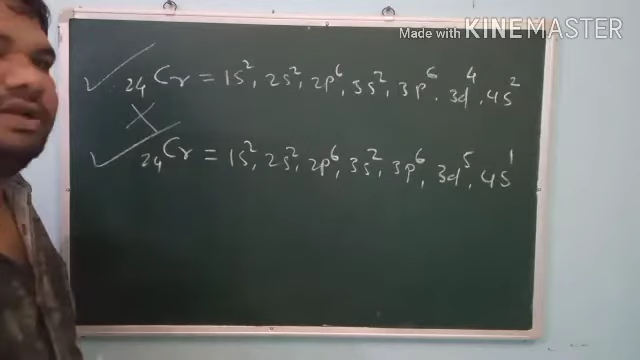 Made with KINEMASTER
✓ ₂₄Cr = 1s², 2s², 2p⁶, 3s², 3p⁶, 3d⁴, 4s²
×
✓ ₂₄Cr = 1s², 2s², 2p⁶, 3s², 3p⁶, 3d⁵, 4s¹